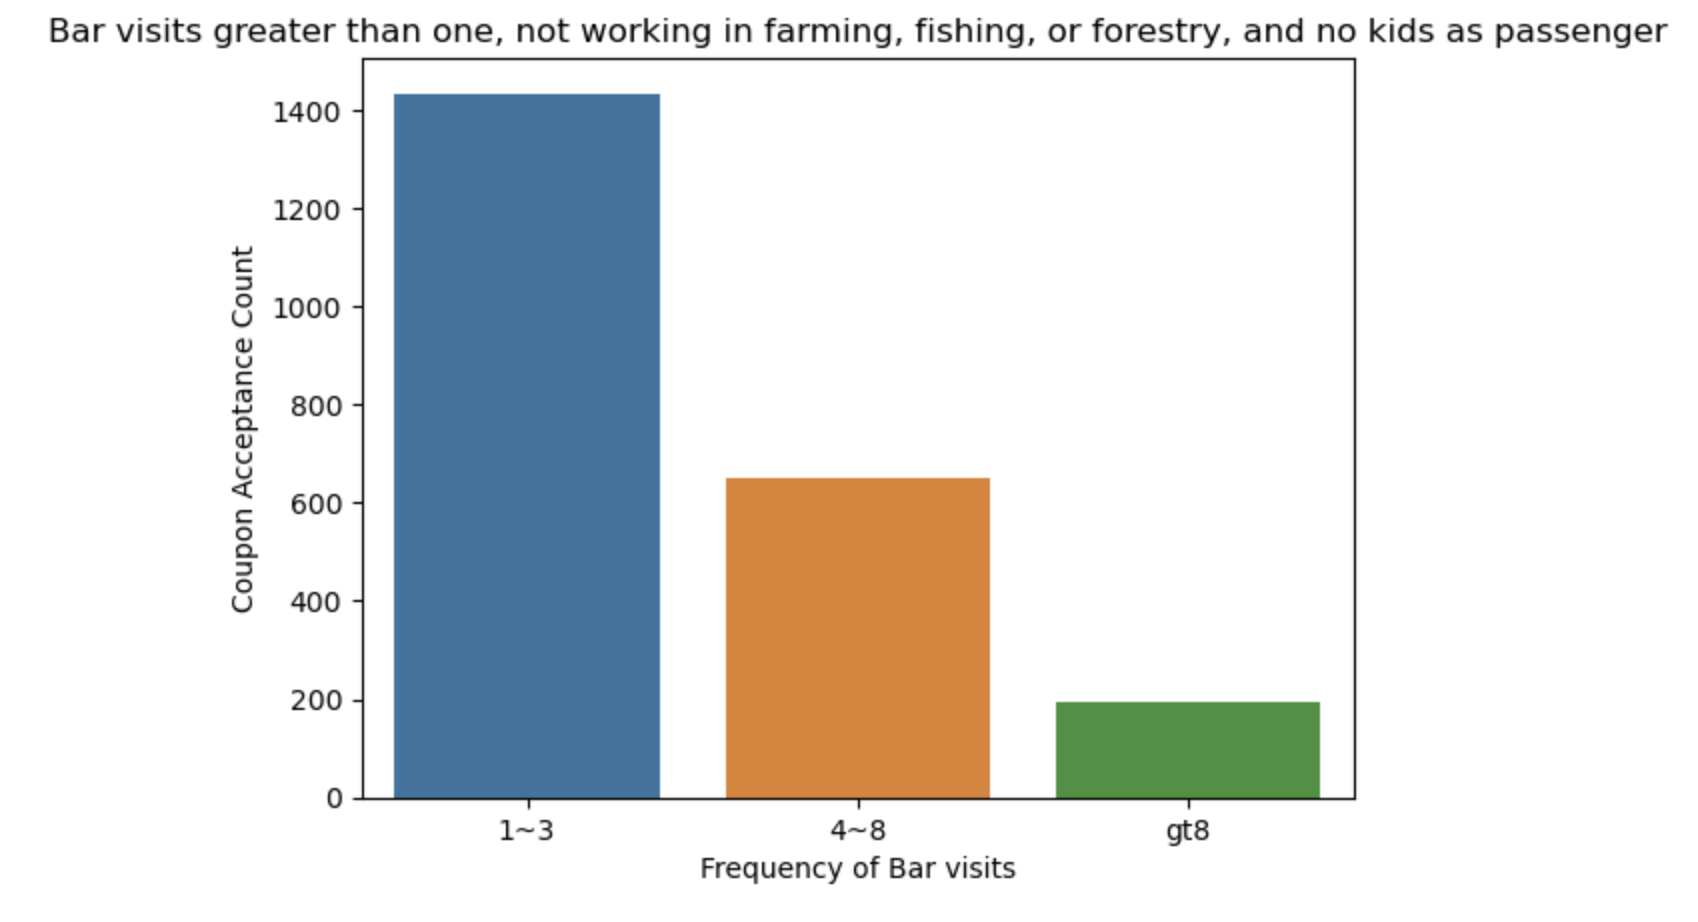 Bar visits greater than one, not working in farming, fishing, or forestry, and no kids as passenger
1400
1200
1000
800
600
400
200
0
Coupon Acceptance Count
1~3 4~8 gt8
Frequency of Bar visits